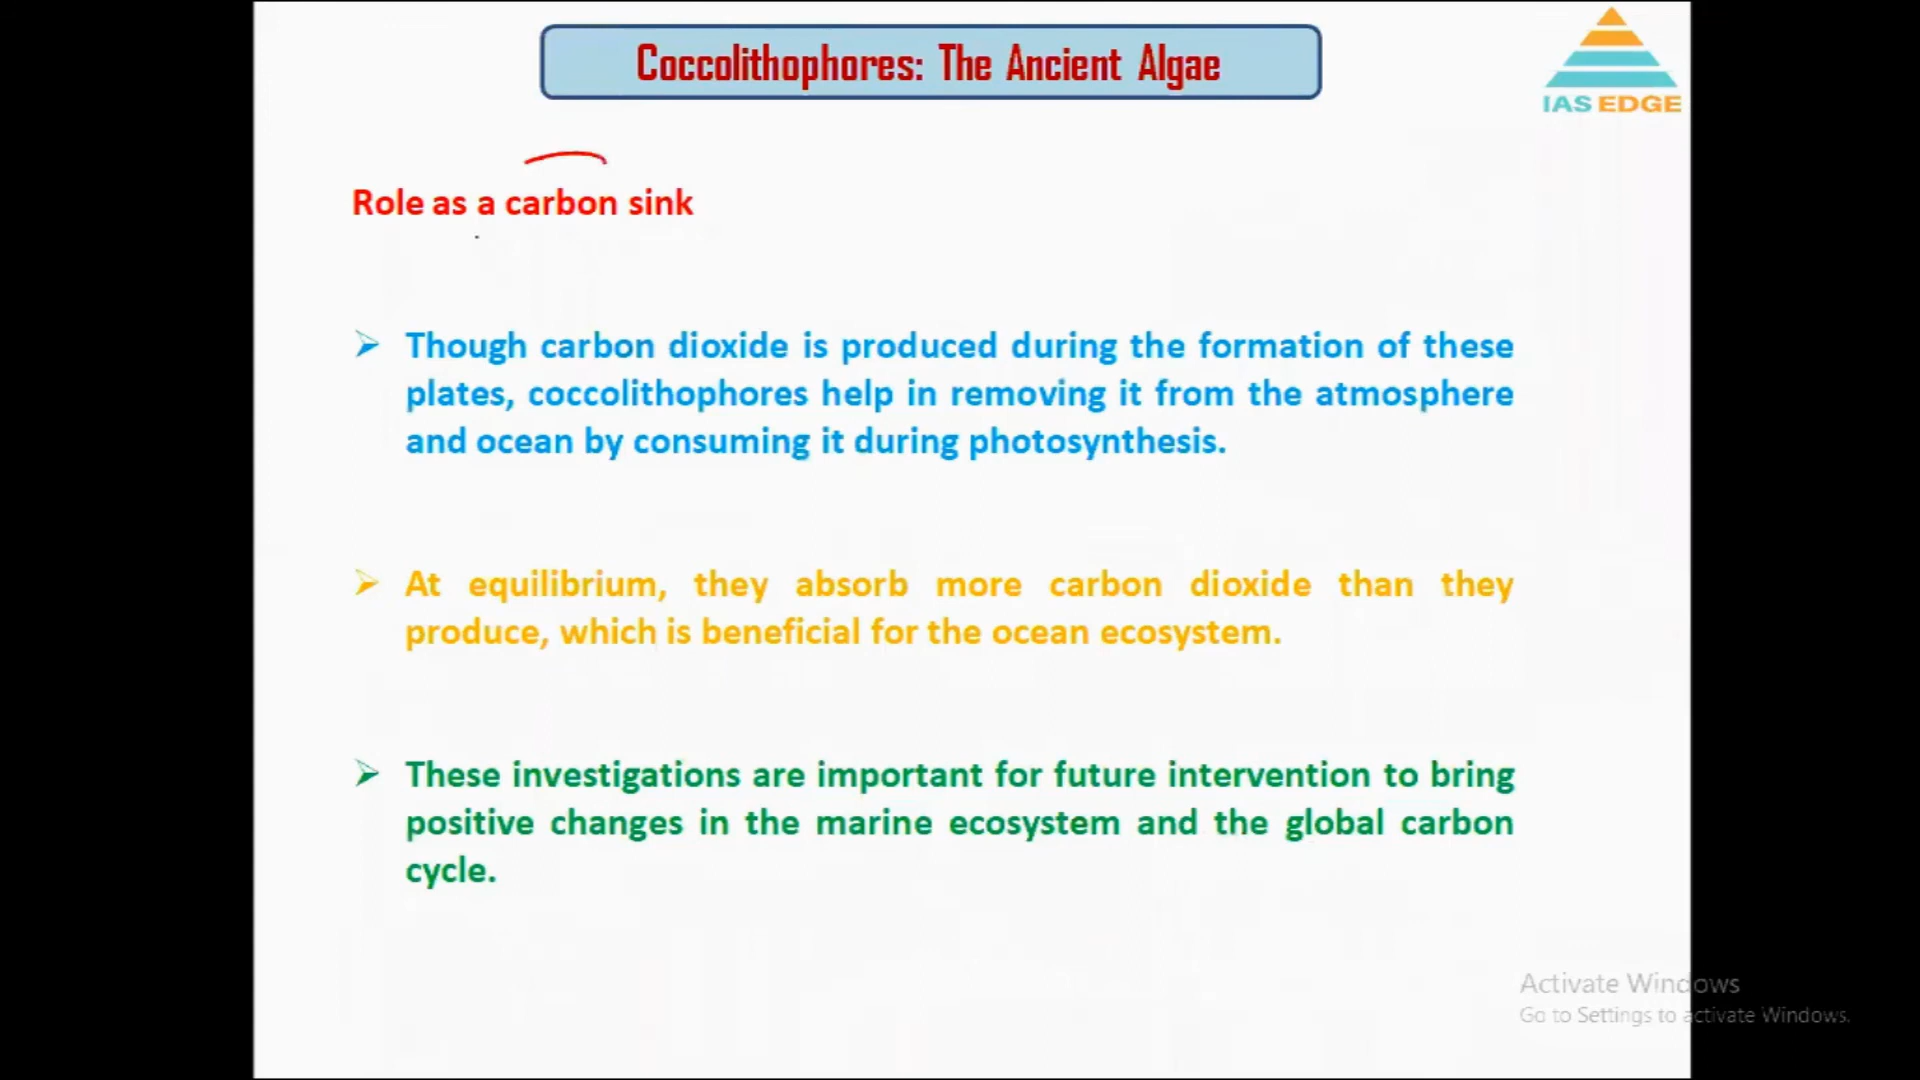 Coccolithophores: The Ancient Algae
IAS EDGE
Role as a carbon sink
Though carbon dioxide is produced during the formation of these
plates, coccolithophores help in removing it from the atmosphere
and ocean by consuming it during photosynthesis.
At equilibrium, they absorb more carbon dioxide than they
produce, which is beneficial for the ocean ecosystem.
These investigations are important for future intervention to bring
positive changes in the marine ecosystem and the global carbon
cycle.
Activate Windows
Go to Settings to activate Windows.